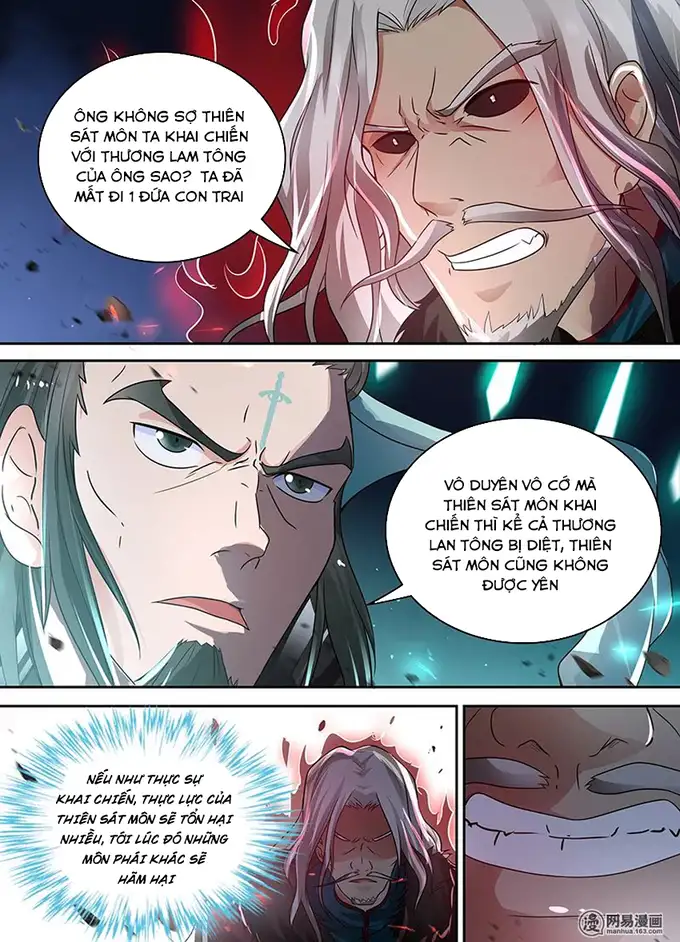 ÔNG KHÔNG SỢ THIÊN
SÁT MÔN TA KHAI CHIẾN
VỚI THƯƠNG LAM TÔNG
CỦA ÔNG SAO? TA ĐÃ
MẤT ĐI 1 ĐỨA CON TRAI
VÔ DUYÊN VÔ CỚ MÀ
THIÊN SÁT MÔN KHAI
CHIẾN THÌ KỂ CẢ THƯƠNG
LAN TÔNG BỊ DIỆT, THIÊN
SÁT MÔN CŨNG KHÔNG
ĐƯỢC YÊN
NẾU NHƯ THỰC SỰ
KHAI CHIẾN, THỰC LỰC CỦA
THIÊN SÁT MÔN SẼ TỔN HẠI
NHIỀU, TỚI LÚC ĐÓ NHỮNG
MÔN PHÁI KHÁC SẼ
HÃM HẠI
漫 网易漫画
manhua.163.com